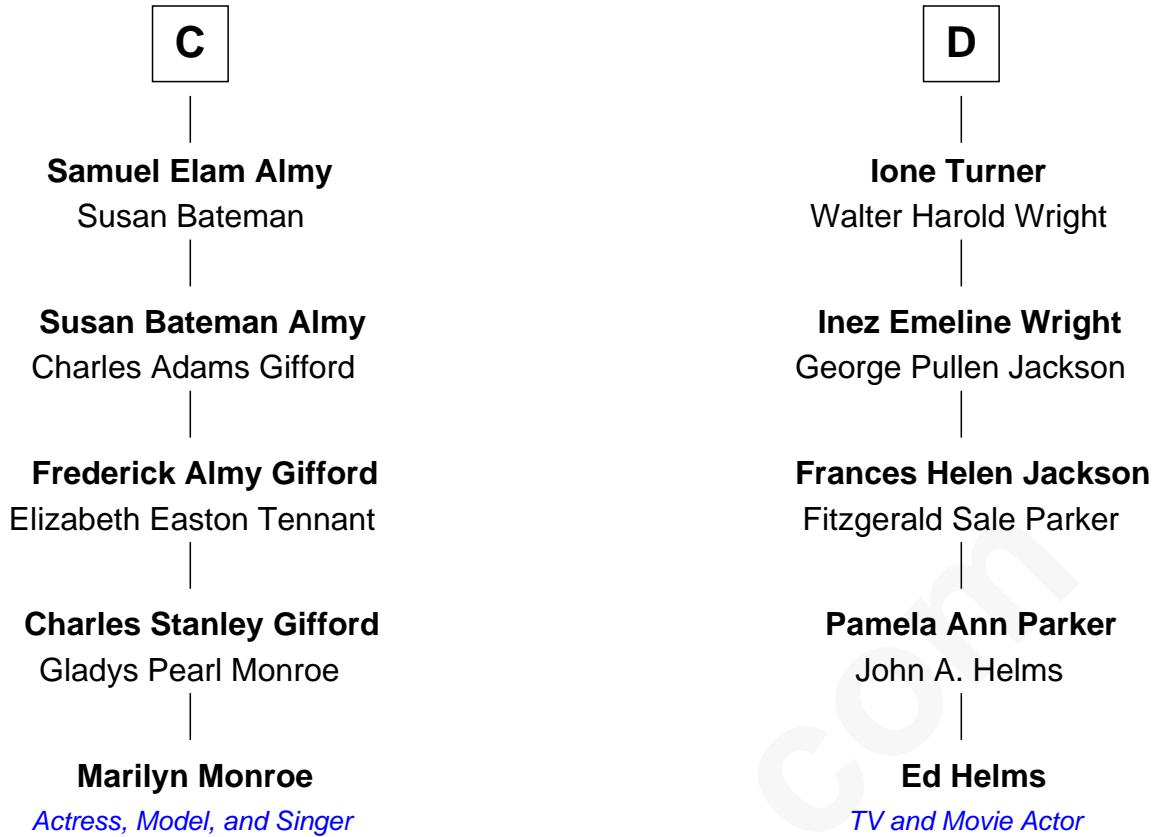 C
Samuel Elam Almy
Susan Bateman
Susan Bateman Almy
Charles Adams Gifford
Frederick Almy Gifford
Elizabeth Easton Tennant
Charles Stanley Gifford
Gladys Pearl Monroe
Marilyn Monroe
Actress, Model, and Singer
D
Ione Turner
Walter Harold Wright
Inez Emeline Wright
George Pullen Jackson
Frances Helen Jackson
Fitzgerald Sale Parker
Pamela Ann Parker
John A. Helms
Ed Helms
TV and Movie Actor
com